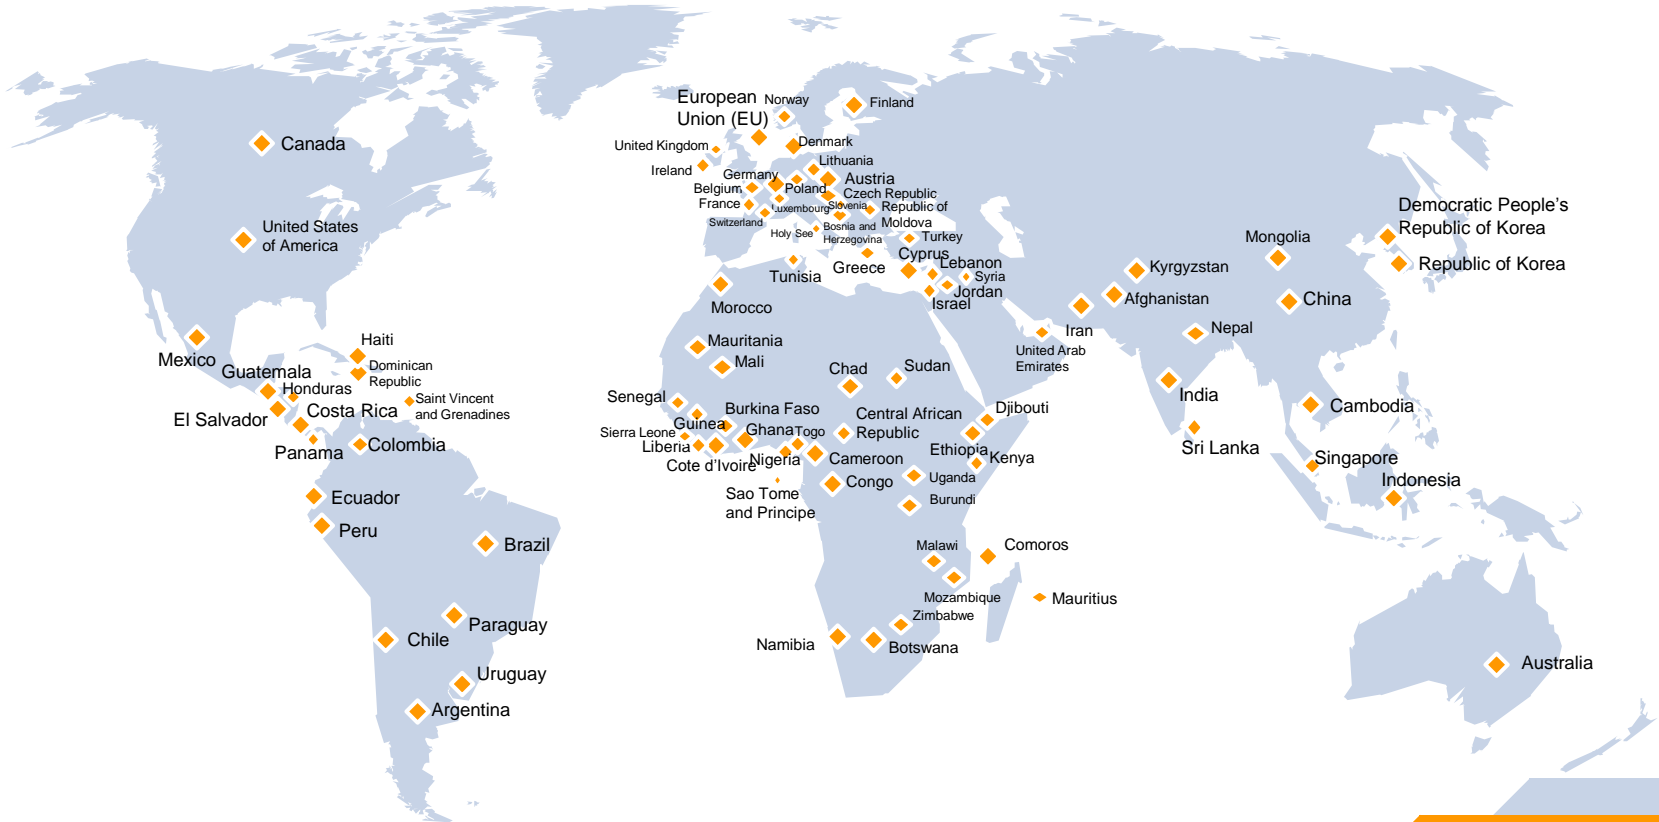 Canada
United States
of America
Mexico
Guatemala
Honduras
El Salvador
Costa Rica
Panama
Haiti
Dominican
Republic
Saint Vincent
and Grenadines
Colombia
Ecuador
Peru
Brazil
Paraguay
Chile
Uruguay
Argentina
European
Union (EU)
Norway
Finland
United Kingdom
Denmark
Ireland
Lithuania
Germany
Austria
Belgium
Poland
Czech Republic
France
Luxembourg
Slovenia
Republic of
Moldova
Switzerland
Holy See
Bosnia and
Herzegovina
Turkey
Tunisia
Greece
Cyprus
Lebanon
Syria
Jordan
Israel
Morocco
Mauritania
Mali
Chad
Sudan
Senegal
Guinea
Burkina Faso
Sierra Leone
Liberia
Ghana
Togo
Cote d'Ivoire
Nigeria
Central African
Republic
Cameroon
Djibouti
Ethiopia
Kenya
Sao Tome
and Principe
Congo
Uganda
Burundi
Malawi
Comoros
Mozambique
Mauritius
Zimbabwe
Namibia
Botswana
Iran
United Arab
Emirates
Kyrgyzstan
Afghanistan
Nepal
India
Sri Lanka
Mongolia
China
Democratic People’s
Republic of Korea
Republic of Korea
Cambodia
Singapore
Indonesia
Australia